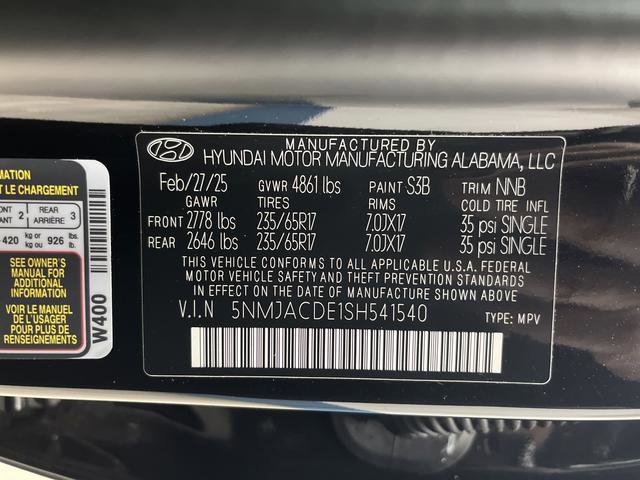 MANUFACTURED BY
HYUNDAI MOTOR MANUFACTURING ALABAMA, LLC
Feb/27/25 GVWR 4861 lbs PAINT S3B TRIM NNB
GAWR TIRES RIMS COLD TIRE INFL
FRONT 2778 lbs 235/65R17 7.0JX17 35 psi SINGLE
REAR 2646 lbs 235/65R17 7.0JX17 35 psi SINGLE
THIS VEHICLE CONFORMS TO ALL APPLICABLE U.S.A. FEDERAL
MOTOR VEHICLE SAFETY AND THEFT PREVENTION STANDARDS
IN EFFECT ON THE DATE OF MANUFACTURE SHOWN ABOVE.
V.I.N 5NMJACDE1SH541540 TYPE: MPV
FORMATION
LE CHARGEMENT
2 REAR
ARRIÈRE 3
420 kg or kg ou 926 lbs. lb.
SEE OWNER'S
MANUAL FOR
ADDITIONAL
INFORMATION
VOIR LE MANUEL
DE L'USAGER
POUR PLUS DE
RENSEIGNEMENTS
W400